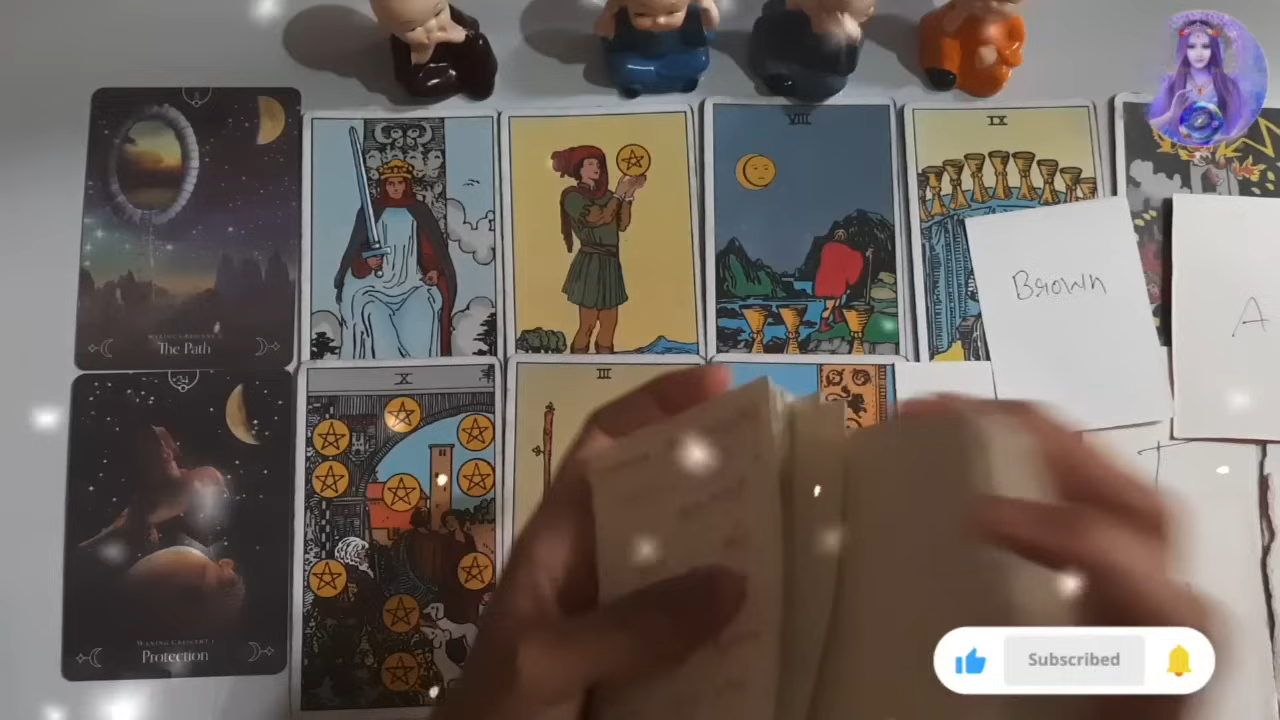 VIII
IX
The Path
Brown
A
X
III
T
Protection
Subscribed